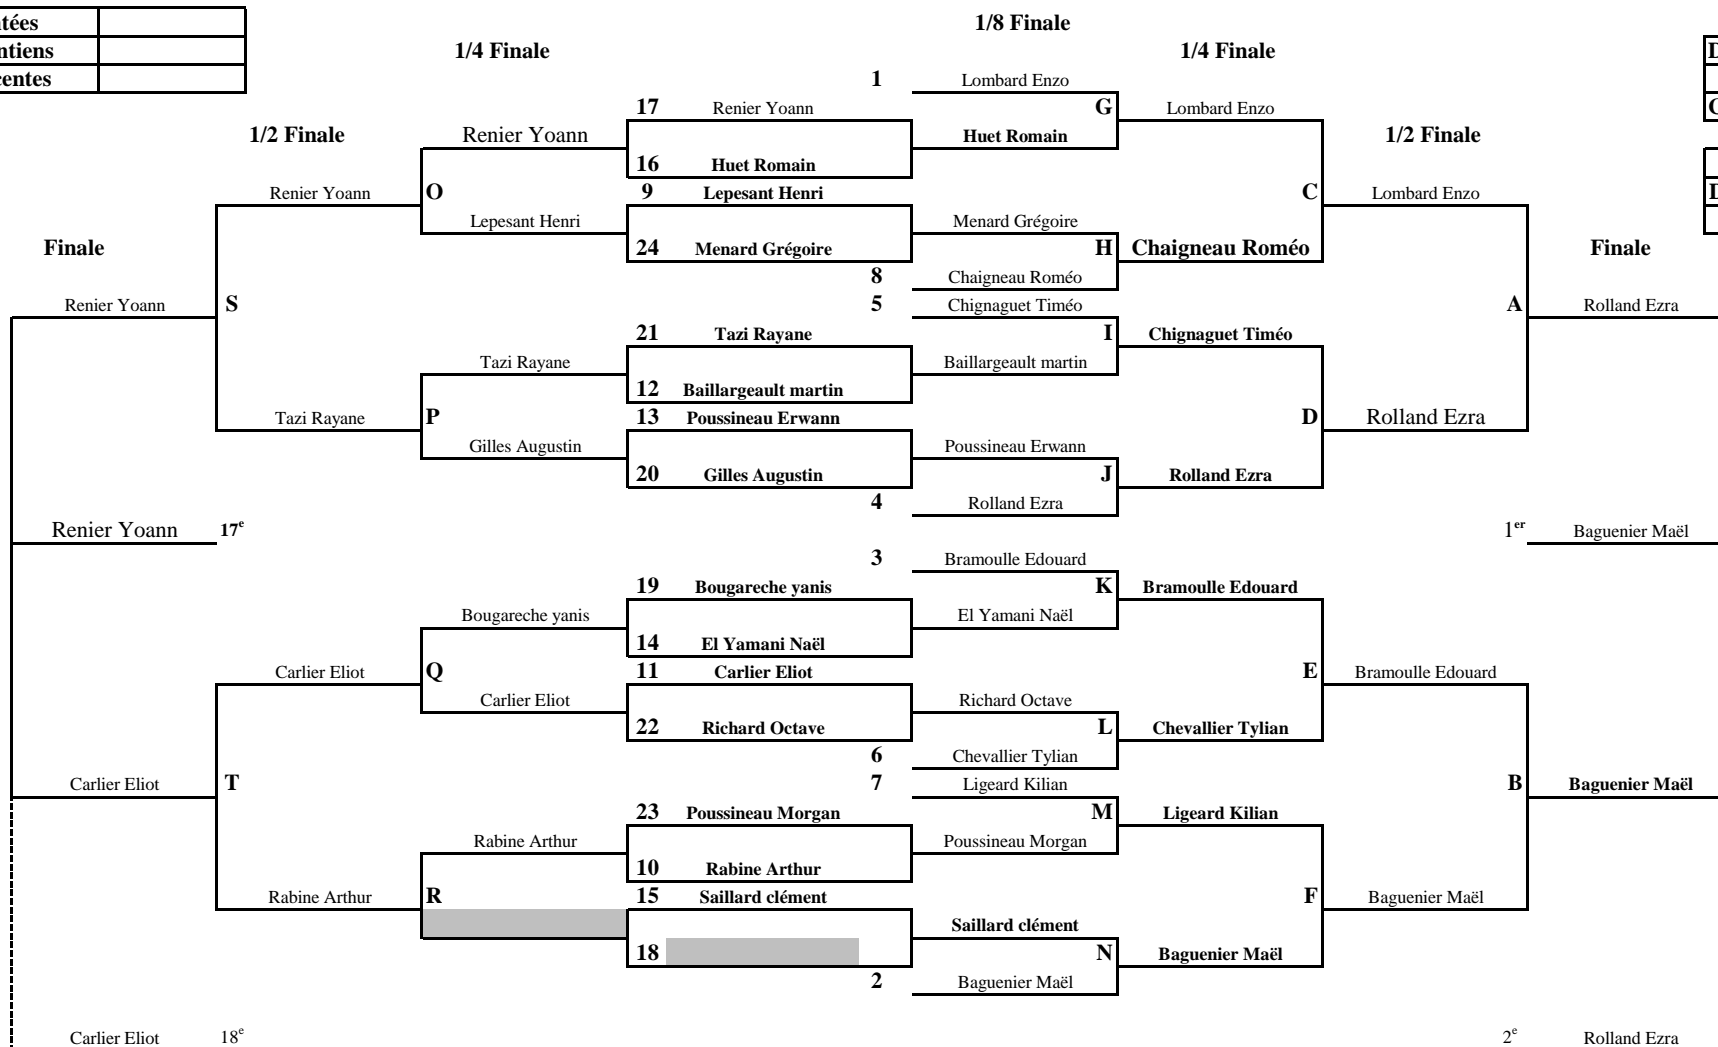 1/8 Finale
1/4 Finale 1/4 Finale
1 Lombard Enzo
17 Renier Yoann G Lombard Enzo
1/2 Finale Renier Yoann Huet Romain 1/2 Finale
16 Huet Romain
Renier Yoann O 9 Lepesant Henri C Lombard Enzo
Lepesant Henri Menard Grégoire
Finale 24 Menard Grégoire H Chaigneau Roméo Finale
8 Chaigneau Roméo
Renier Yoann S 5 Chignaguet Timéo A Rolland Ezra
21 Tazi Rayane I Chignaguet Timéo
Tazi Rayane Baillargeault martin
12 Baillargeault martin
Tazi Rayane P 13 Poussineau Erwann D Rolland Ezra
Gilles Augustin Poussineau Erwann
20 Gilles Augustin J Rolland Ezra
4 Rolland Ezra
Renier Yoann 17e 1er Baguenier Maël
3 Bramoulle Edouard
19 Bougareche yanis K Bramoulle Edouard
Bougareche yanis El Yamani Naël
14 El Yamani Naël
Carlier Eliot Q 11 Carlier Eliot E Bramoulle Edouard
Carlier Eliot Richard Octave
22 Richard Octave L Chevallier Tylian
6 Chevallier Tylian
Carlier Eliot T 7 Ligeard Kilian B Baguenier Maël
23 Poussineau Morgan M Ligeard Kilian
Rabine Arthur Poussineau Morgan
10 Rabine Arthur
Rabine Arthur R 15 Saillard clément F Baguenier Maël
Saillard clément
18 N Baguenier Maël
2 Baguenier Maël
Carlier Eliot 18e 2e Rolland Ezra